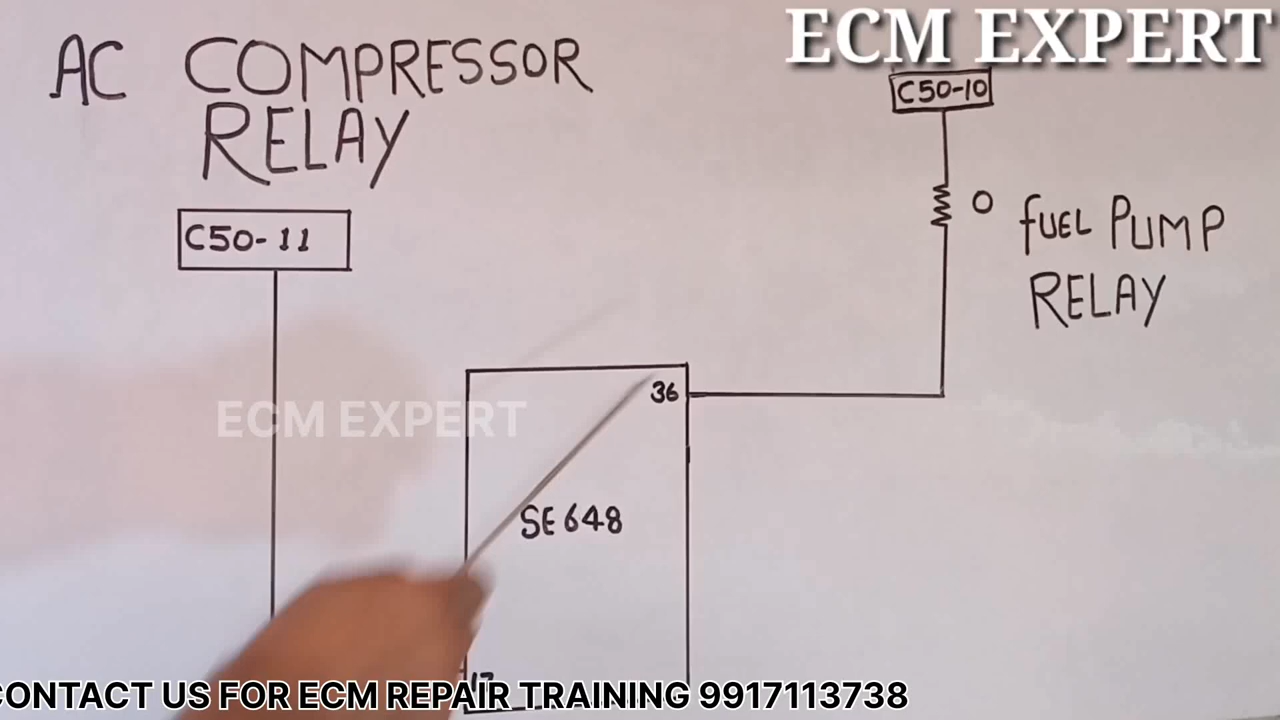 ECM EXPERT
AC COMPRESSOR
RELAY
C50-10
C50-11
O
FUEL PUMP
RELAY
36
ECM EXPERT
SE 648
CONTACT US FOR ECM REPAIR TRAINING 9917113738